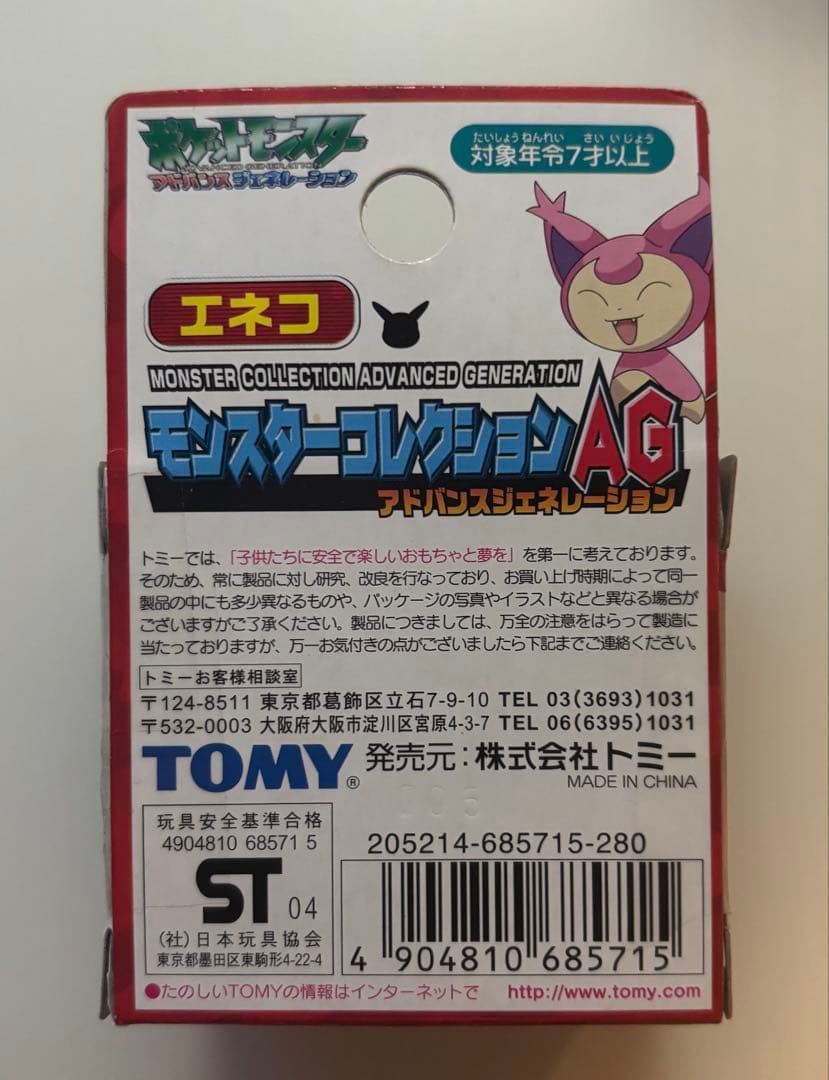 ポケットモンスター
アドバンスジェネレーション
たいしょうねんれい さいいじょう
対象年令7才以上
エネコ
MONSTER COLLECTION ADVANCED GENERATION
モンスターコレクションAG
アドバンスジェネレーション
トミーでは、「子供たちに安全で楽しいおもちゃと夢を」を第一に考えております。
そのため、常に製品に対し研究、改良を行なっており、お買い上げ時期によって同一
製品の中にも多少異なるものや、パッケージの写真やイラストなどと異なる場合が
ございますがご了承ください。製品につきましては、万全の注意をはらって製造に
当たっておりますが、万一お気付きの点がございましたら下記までご連絡ください。
トミーお客様相談室
〒124-8511 東京都葛飾区立石7-9-10 TEL 03(3693)1031
〒532-0003 大阪府大阪市淀川区宮原4-3-7 TEL 06(6395)1031
TOMY® 発売元:株式会社トミー
MADE IN CHINA
玩具安全基準合格
4904810 68571 5
ST 04
(社)日本玩具協会
東京都墨田区東駒形4-22-4
205214-685715-280
4 904810 685715
●たのしいTOMYの情報はインターネットで http://www.tomy.com